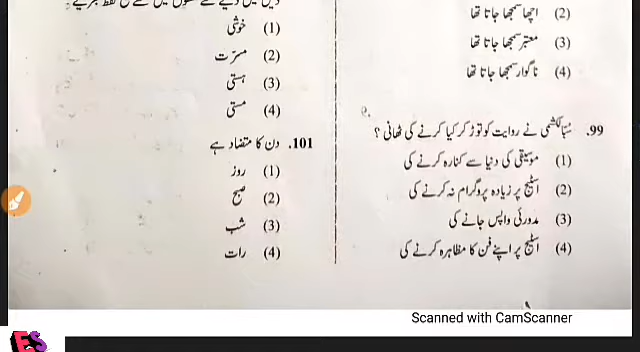 (2) اچھا سمجھا جاتا تھا
(3) معتبر سمجھا جاتا تھا
(4) ناگوار سمجھا جاتا تھا
99. سُبّالکشمی نے روایت کو توڑ کر کیا کرنے کی ٹھانی ؟
(1) موسیقی کی دنیا سے کنارہ کرنے کی
(2) اسٹیج پر زیادہ پروگرام نہ کرنے کی
(3) مدورئی واپس جانے کی
(4) اسٹیج پر اپنے فن کا مظاہرہ کرنے کی
(1) خوشی
(2) مسرّت
(3) ہستی
(4) مستی
101. دن کا متضاد ہے
(1) روز
(2) صبح
(3) شب
(4) رات
Scanned with CamScanner
ES